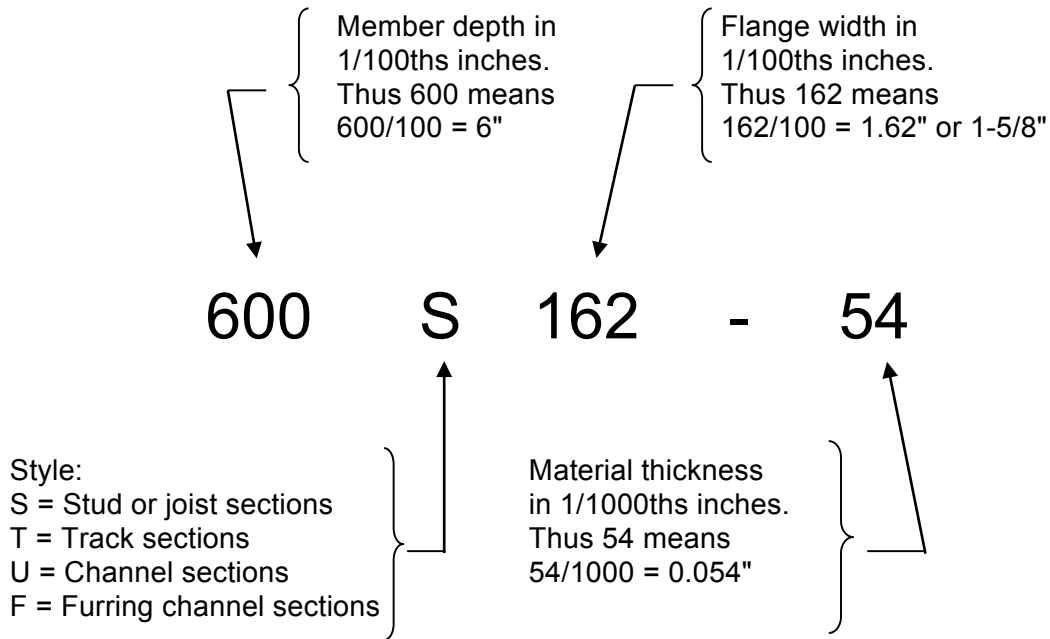 Member depth in
1/100ths inches.
Thus 600 means
600/100 = 6"
Flange width in
1/100ths inches.
Thus 162 means
162/100 = 1.62" or 1-5/8"
600 S 162 - 54
Style:
S = Stud or joist sections
T = Track sections
U = Channel sections
F = Furring channel sections
Material thickness
in 1/1000ths inches.
Thus 54 means
54/1000 = 0.054"